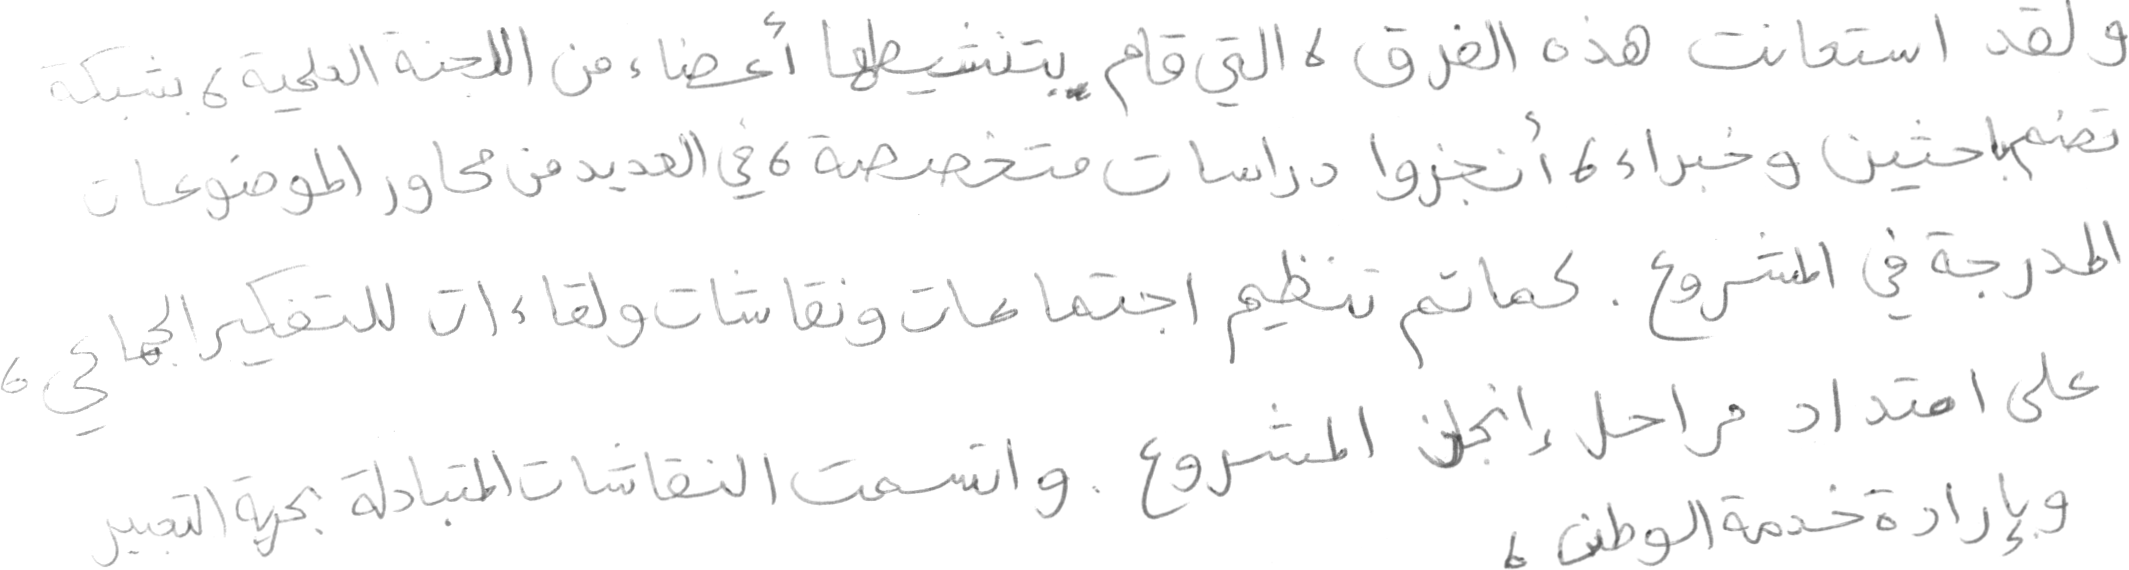 ولقد استعانت هذه الفرق، التي قام بتنشيطها أعضاء من اللجنة العلمية، بشبكة
تضم باحثين وخبراء، أنجزوا دراسات متخصصة، في العديد من محاور الموضوعات
المدرجة في المشروع. كما تم تنظيم اجتماعات ونقاشات ولقاءات للتفكير الجماعي،
على امتداد مراحل إنجاز المشروع. واتسمت النقاشات المتبادلة بحرية التعبير
وبإرادة خدمة الوطن،